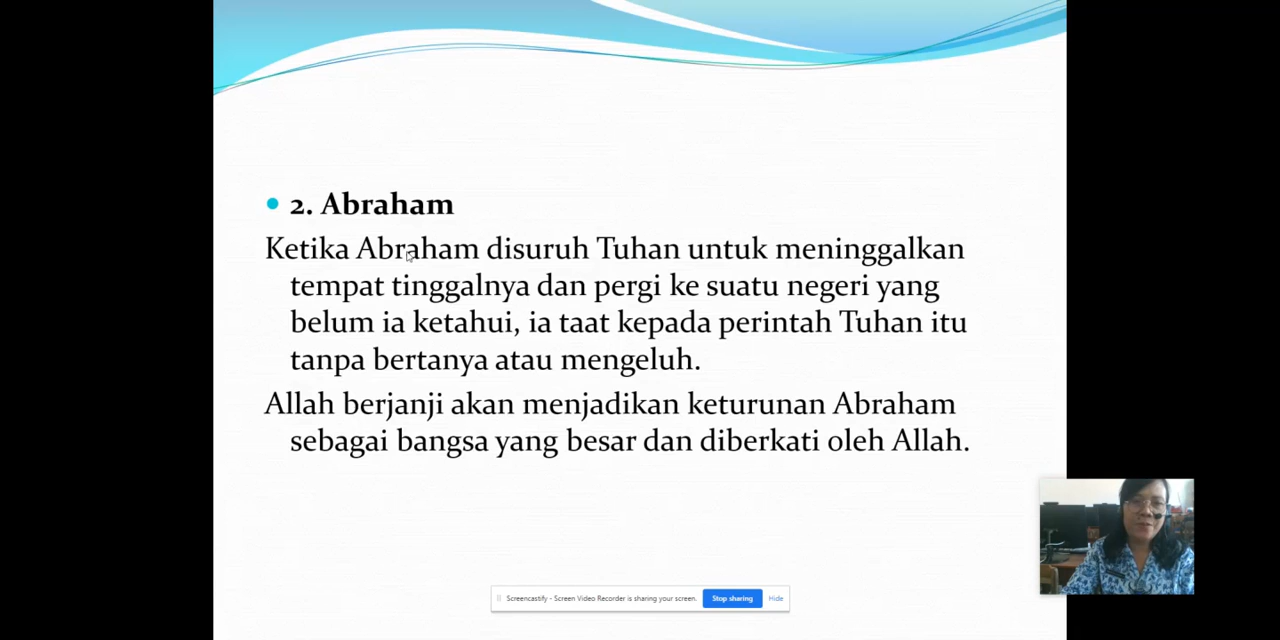 2. Abraham
Ketika Abraham disuruh Tuhan untuk meninggalkan
tempat tinggalnya dan pergi ke suatu negeri yang
belum ia ketahui, ia taat kepada perintah Tuhan itu
tanpa bertanya atau mengeluh.
Allah berjanji akan menjadikan keturunan Abraham
sebagai bangsa yang besar dan diberkati oleh Allah.
Screencastify - Screen Video Recorder is sharing your screen. Stop sharing Hide